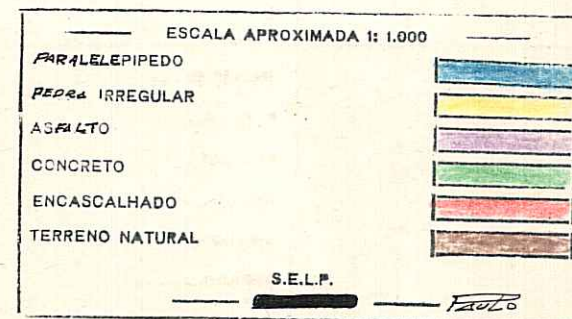 ESCALA APROXIMADA 1: 1.000
PARALELEPIPEDO
PEDRA IRREGULAR
ASFALTO
CONCRETO
ENCASCALHADO
TERRENO NATURAL
S.E.L.P.
PAULO